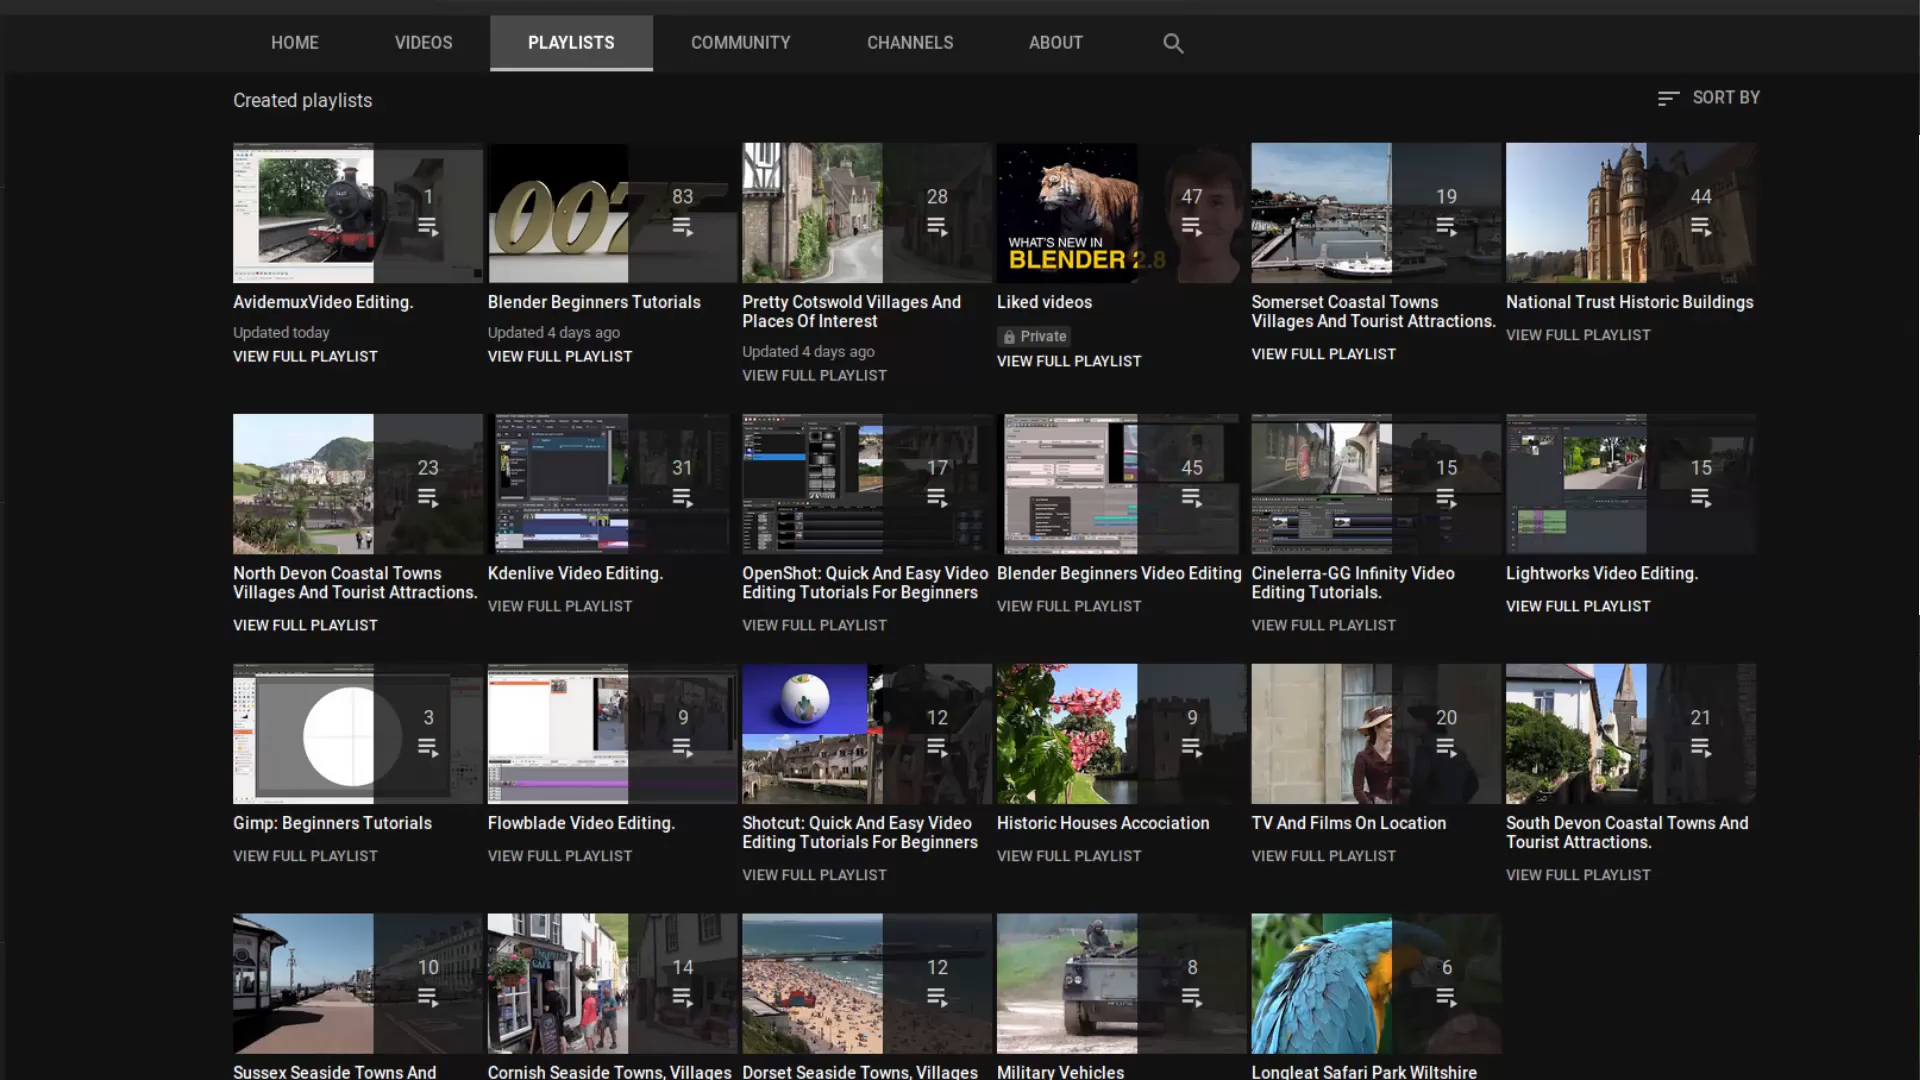 HOME VIDEOS PLAYLISTS COMMUNITY CHANNELS ABOUT
Created playlists SORT BY
1 83 28 47 19 44
007
WHAT'S NEW IN
BLENDER 2.8
AvidemuxVideo Editing.
Updated today
VIEW FULL PLAYLIST
Blender Beginners Tutorials
Updated 4 days ago
VIEW FULL PLAYLIST
Pretty Cotswold Villages And
Places Of Interest
Updated 4 days ago
VIEW FULL PLAYLIST
Liked videos
Private
VIEW FULL PLAYLIST
Somerset Coastal Towns
Villages And Tourist Attractions.
VIEW FULL PLAYLIST
National Trust Historic Buildings
VIEW FULL PLAYLIST
23 31 17 45 15 15
North Devon Coastal Towns
Villages And Tourist Attractions.
VIEW FULL PLAYLIST
Kdenlive Video Editing.
VIEW FULL PLAYLIST
OpenShot: Quick And Easy Video
Editing Tutorials For Beginners
VIEW FULL PLAYLIST
Blender Beginners Video Editing
VIEW FULL PLAYLIST
Cinelerra-GG Infinity Video
Editing Tutorials.
VIEW FULL PLAYLIST
Lightworks Video Editing.
VIEW FULL PLAYLIST
3 9 12 9 20 21
Gimp: Beginners Tutorials
VIEW FULL PLAYLIST
Flowblade Video Editing.
VIEW FULL PLAYLIST
Shotcut: Quick And Easy Video
Editing Tutorials For Beginners
VIEW FULL PLAYLIST
Historic Houses Accociation
VIEW FULL PLAYLIST
TV And Films On Location
VIEW FULL PLAYLIST
South Devon Coastal Towns And
Tourist Attractions.
VIEW FULL PLAYLIST
10 14 12 8 6
Sussex Seaside Towns And
Cornish Seaside Towns, Villages
Dorset Seaside Towns, Villages
Military Vehicles
Longleat Safari Park Wiltshire